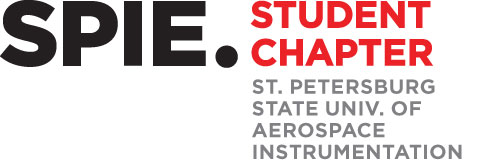 SPIE.
STUDENT
CHAPTER
ST. PETERSBURG
STATE UNIV. OF
AEROSPACE
INSTRUMENTATION